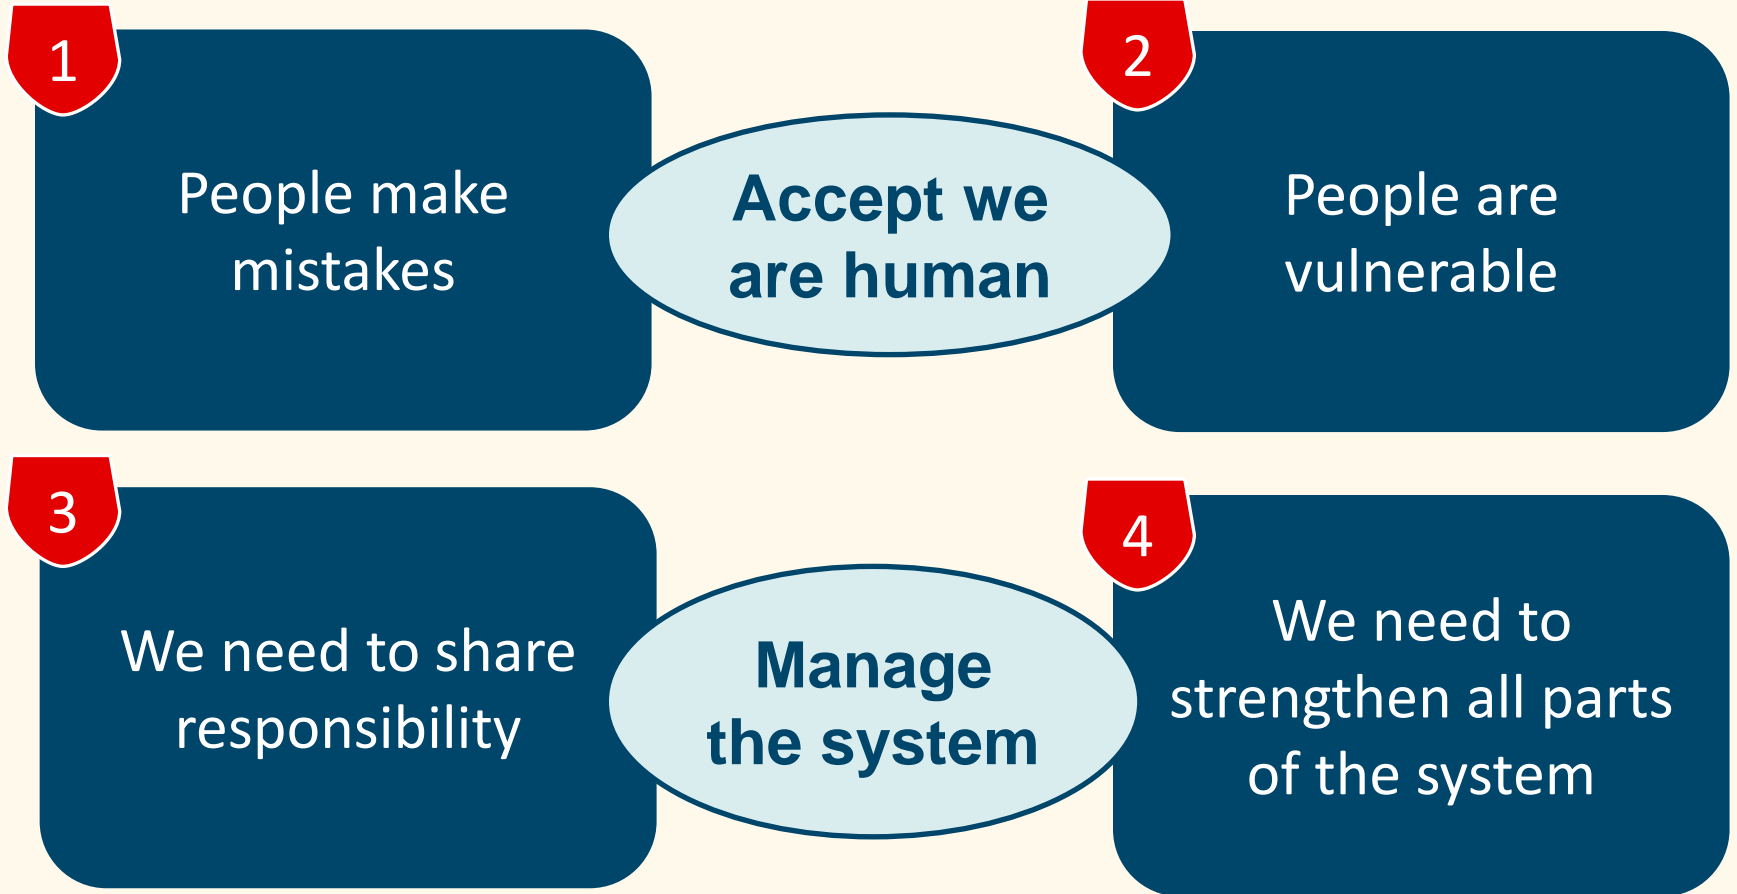 1
People make
mistakes
Accept we
are human
2
People are
vulnerable
3
We need to share
responsibility
Manage
the system
4
We need to
strengthen all parts
of the system